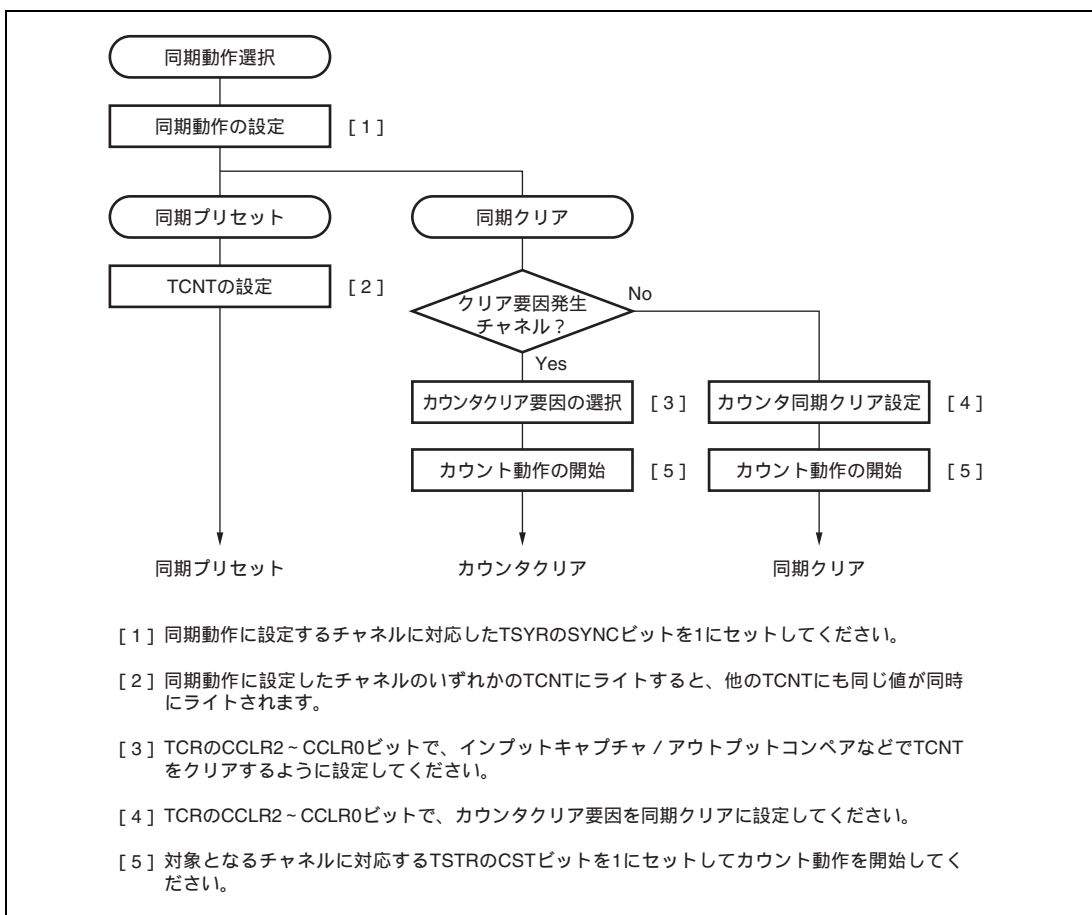 同期動作選択
同期動作の設定 [ 1 ]
同期プリセット 同期クリア
TCNTの設定 [ 2 ]
クリア要因発生
チャネル？
No
Yes
カウンタクリア要因の選択 [ 3 ] カウンタ同期クリア設定 [ 4 ]
カウント動作の開始 [ 5 ] カウント動作の開始 [ 5 ]
同期プリセット カウンタクリア 同期クリア
[ 1 ] 同期動作に設定するチャネルに対応したTSYRのSYNCビットを1にセットしてください。
[ 2 ] 同期動作に設定したチャネルのいずれかのTCNTにライトすると、他のTCNTにも同じ値が同時
にライトされます。
[ 3 ] TCRのCCLR2～CCLR0ビットで、インプットキャプチャ / アウトプットコンペアなどでTCNT
をクリアするように設定してください。
[ 4 ] TCRのCCLR2～CCLR0ビットで、カウンタクリア要因を同期クリアに設定してください。
[ 5 ] 対象となるチャネルに対応するTSTRのCSTビットを1にセットしてカウント動作を開始してく
ださい。